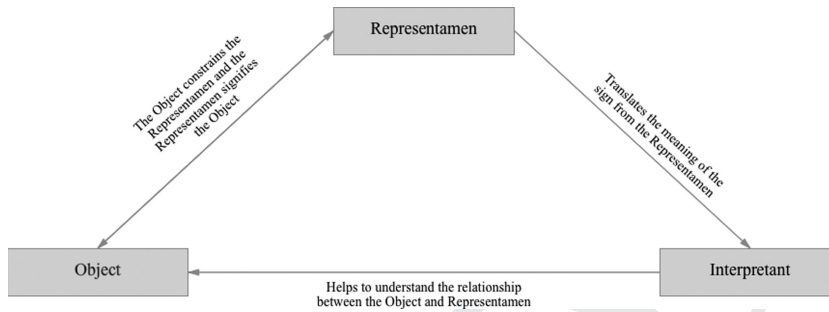 Representamen
The Object constrains the
Representamen and the
Representamen signifies
the Object
Translates the meaning of the
sign from the Representamen
Object
Interpretant
Helps to understand the relationship
between the Object and Representamen